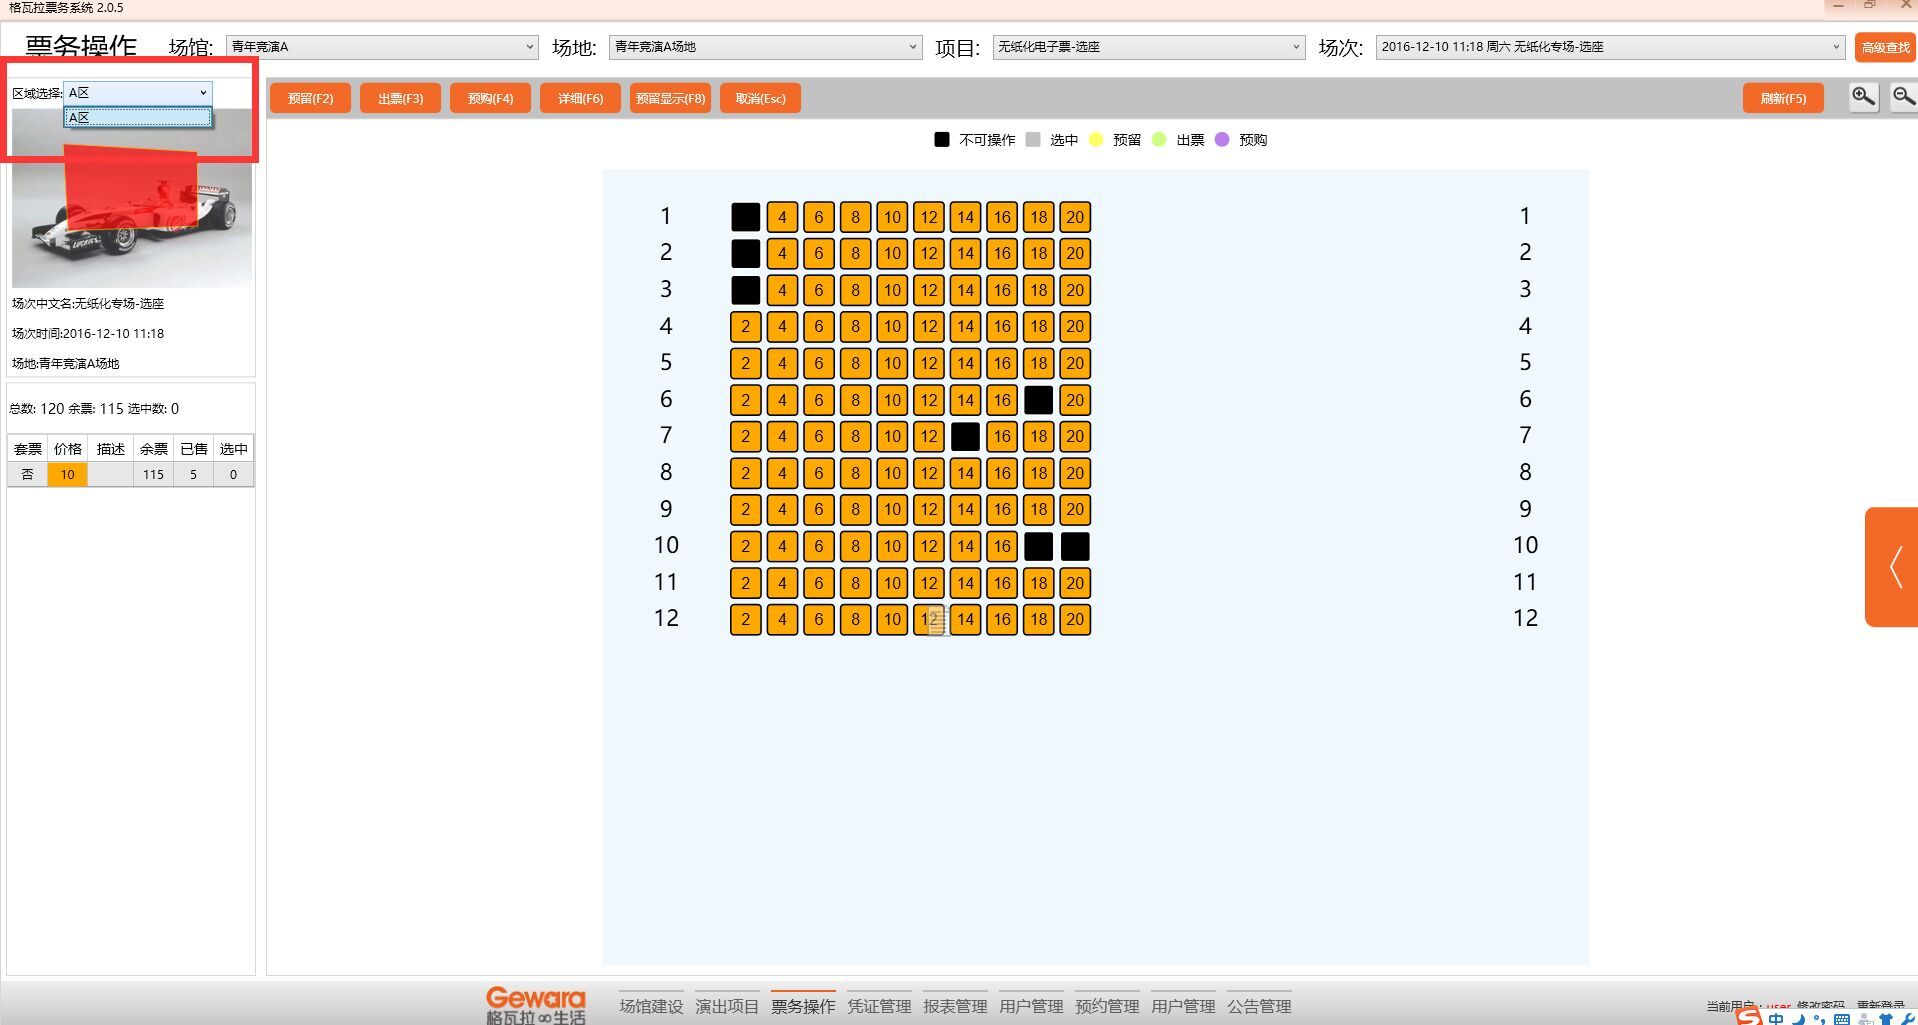 格瓦拉票务系统 2.0.5
票务操作 场馆: 青年竞演A 场地: 青年竞演A场地 项目: 无纸化电子票-选座 场次: 2016-12-10 11:18 周六 无纸化专场-选座 高级查找
区域选择: A区
A区
预留(F2) 出票(F3) 预购(F4) 详细(F6) 预留显示(F8) 取消(Esc) 刷新(F5)
不可操作 选中 预留 出票 预购
LUCKY
场次中文名:无纸化专场-选座
场次时间:2016-12-10 11:18
场地:青年竞演A场地
总数: 120 余票: 115 选中数: 0
套票 价格 描述 余票 已售 选中
否 10 115 5 0
1 4 6 8 10 12 14 16 18 20 1
2 4 6 8 10 12 14 16 18 20 2
3 4 6 8 10 12 14 16 18 20 3
4 2 4 6 8 10 12 14 16 18 20 4
5 2 4 6 8 10 12 14 16 18 20 5
6 2 4 6 8 10 12 14 16 20 6
7 2 4 6 8 10 12 16 18 20 7
8 2 4 6 8 10 12 14 16 18 20 8
9 2 4 6 8 10 12 14 16 18 20 9
10 2 4 6 8 10 12 14 16 10
11 2 4 6 8 10 12 14 16 18 20 11
12 2 4 6 8 10 12 14 16 18 20 12
Gewara
格瓦拉∞生活
场馆建设 演出项目 票务操作 凭证管理 报表管理 用户管理 预约管理 用户管理 公告管理
当前用户: user 修改密码 重新登录
中